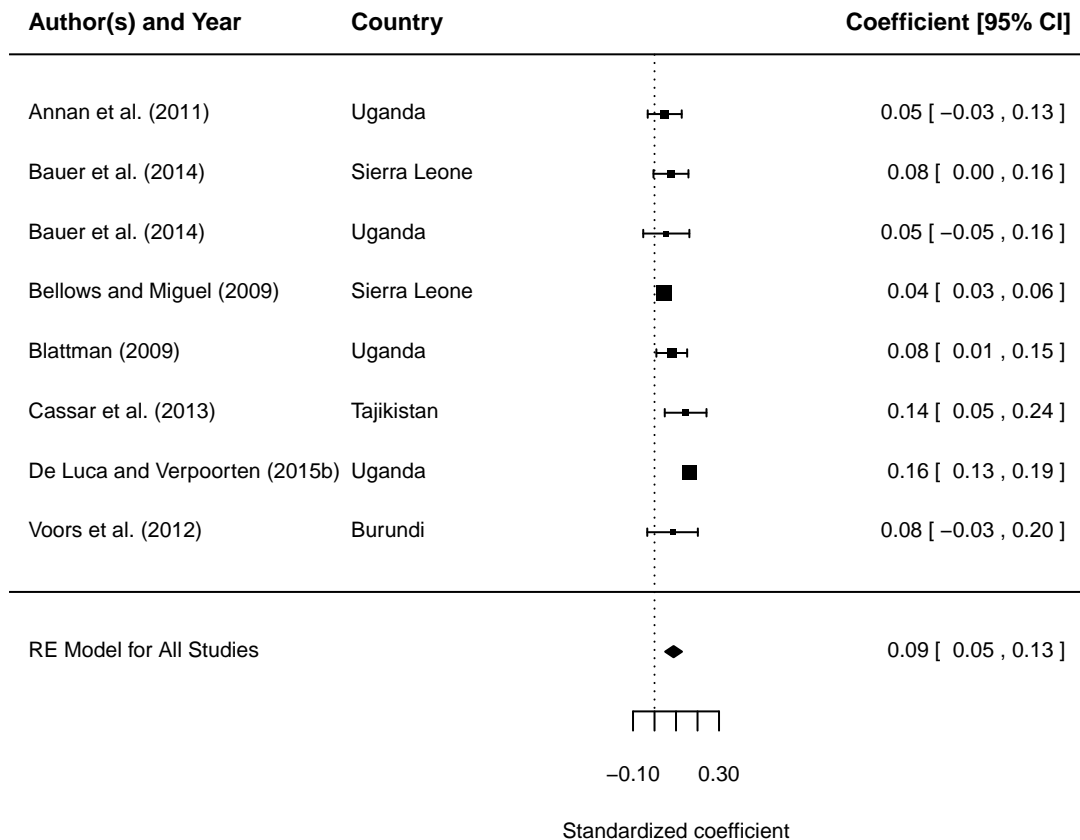 Author(s) and Year Country Coefficient [95% CI]
Annan et al. (2011) Uganda 0.05 [ −0.03 , 0.13 ]
Bauer et al. (2014) Sierra Leone 0.08 [ 0.00 , 0.16 ]
Bauer et al. (2014) Uganda 0.05 [ −0.05 , 0.16 ]
Bellows and Miguel (2009) Sierra Leone 0.04 [ 0.03 , 0.06 ]
Blattman (2009) Uganda 0.08 [ 0.01 , 0.15 ]
Cassar et al. (2013) Tajikistan 0.14 [ 0.05 , 0.24 ]
De Luca and Verpoorten (2015b) Uganda 0.16 [ 0.13 , 0.19 ]
Voors et al. (2012) Burundi 0.08 [ −0.03 , 0.20 ]
RE Model for All Studies 0.09 [ 0.05 , 0.13 ]
−0.10 0.30
Standardized coefficient